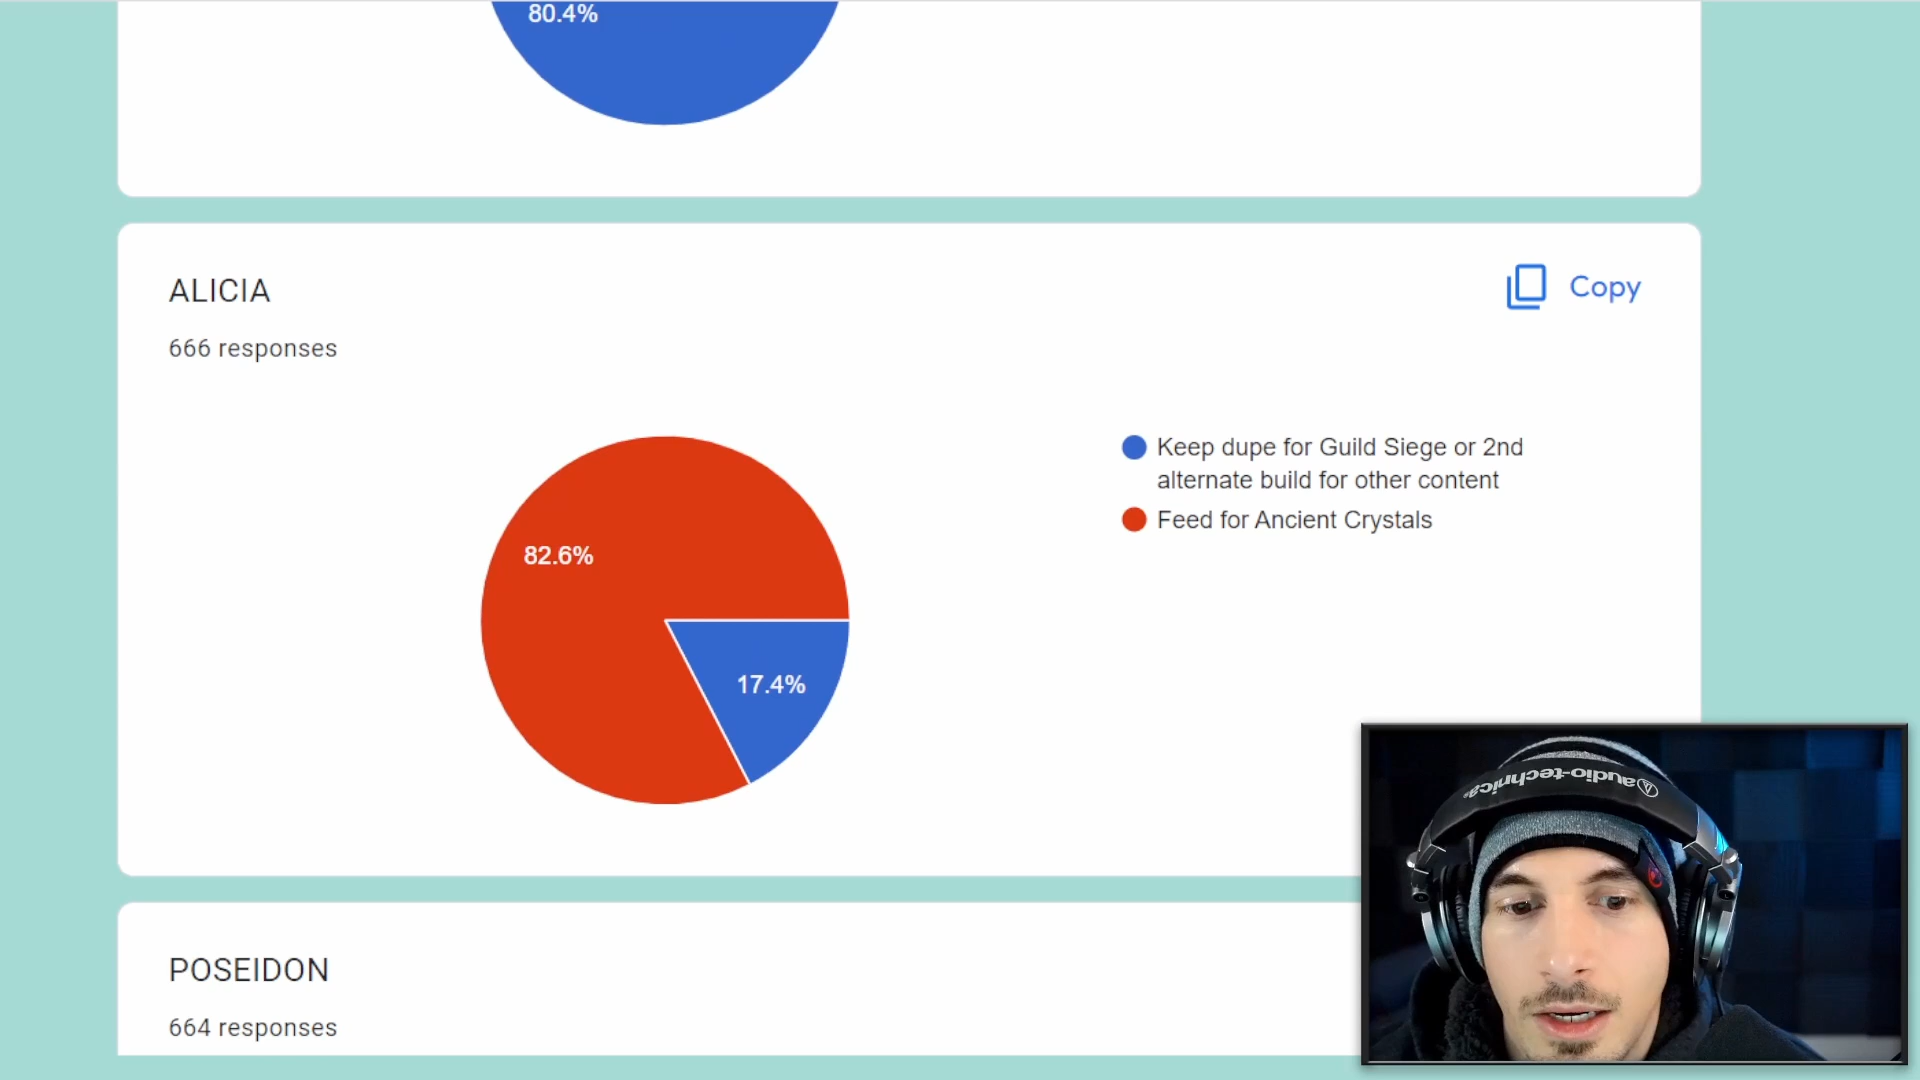 80.4%
ALICIA
Copy
666 responses
Keep dupe for Guild Siege or 2nd
alternate build for other content
Feed for Ancient Crystals
82.6%
17.4%
audio-technica
POSEIDON
664 responses